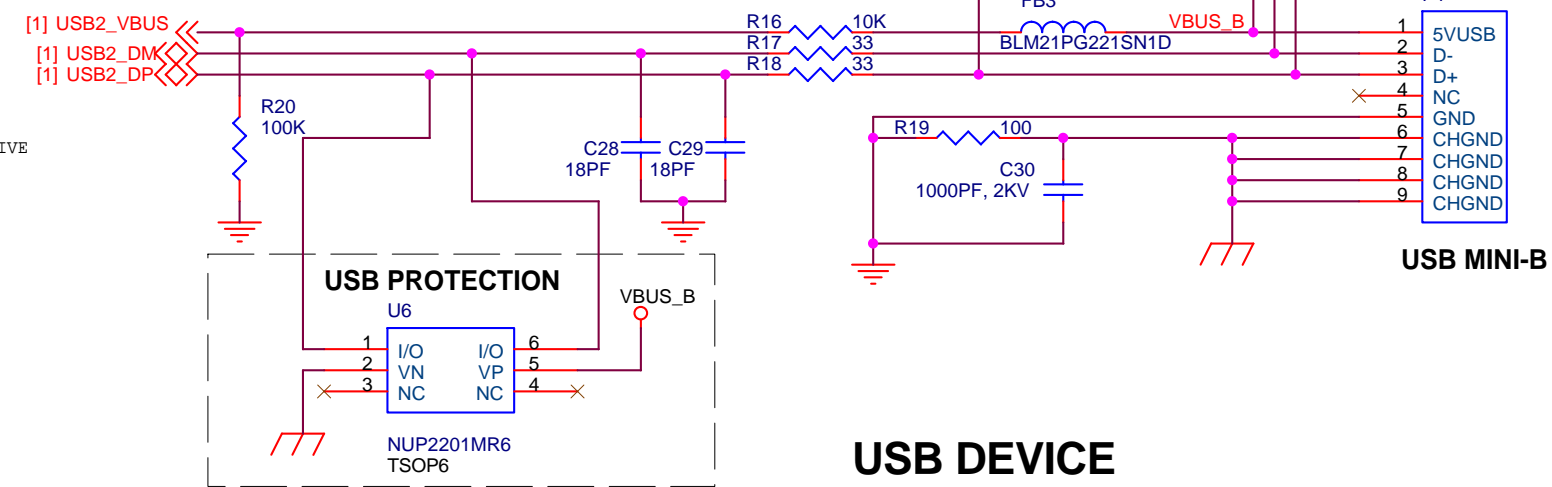 FB3
[1] USB2_VBUS
R16
10K
VBUS_B
1
5VUSB
[1] USB2_DM
R17
33
BLM21PG221SN1D
2
D-
[1] USB2_DP
R18
33
3
D+
4
NC
R20
100K
5
GND
R19
100
6
CHGND
IVE
C28
18PF
C29
18PF
7
CHGND
C30
1000PF, 2KV
8
CHGND
9
CHGND
USB MINI-B
USB PROTECTION
VBUS_B
U6
1
I/O
I/O
6
2
VN
VP
5
3
NC
NC
4
NUP2201MR6
TSOP6
USB DEVICE